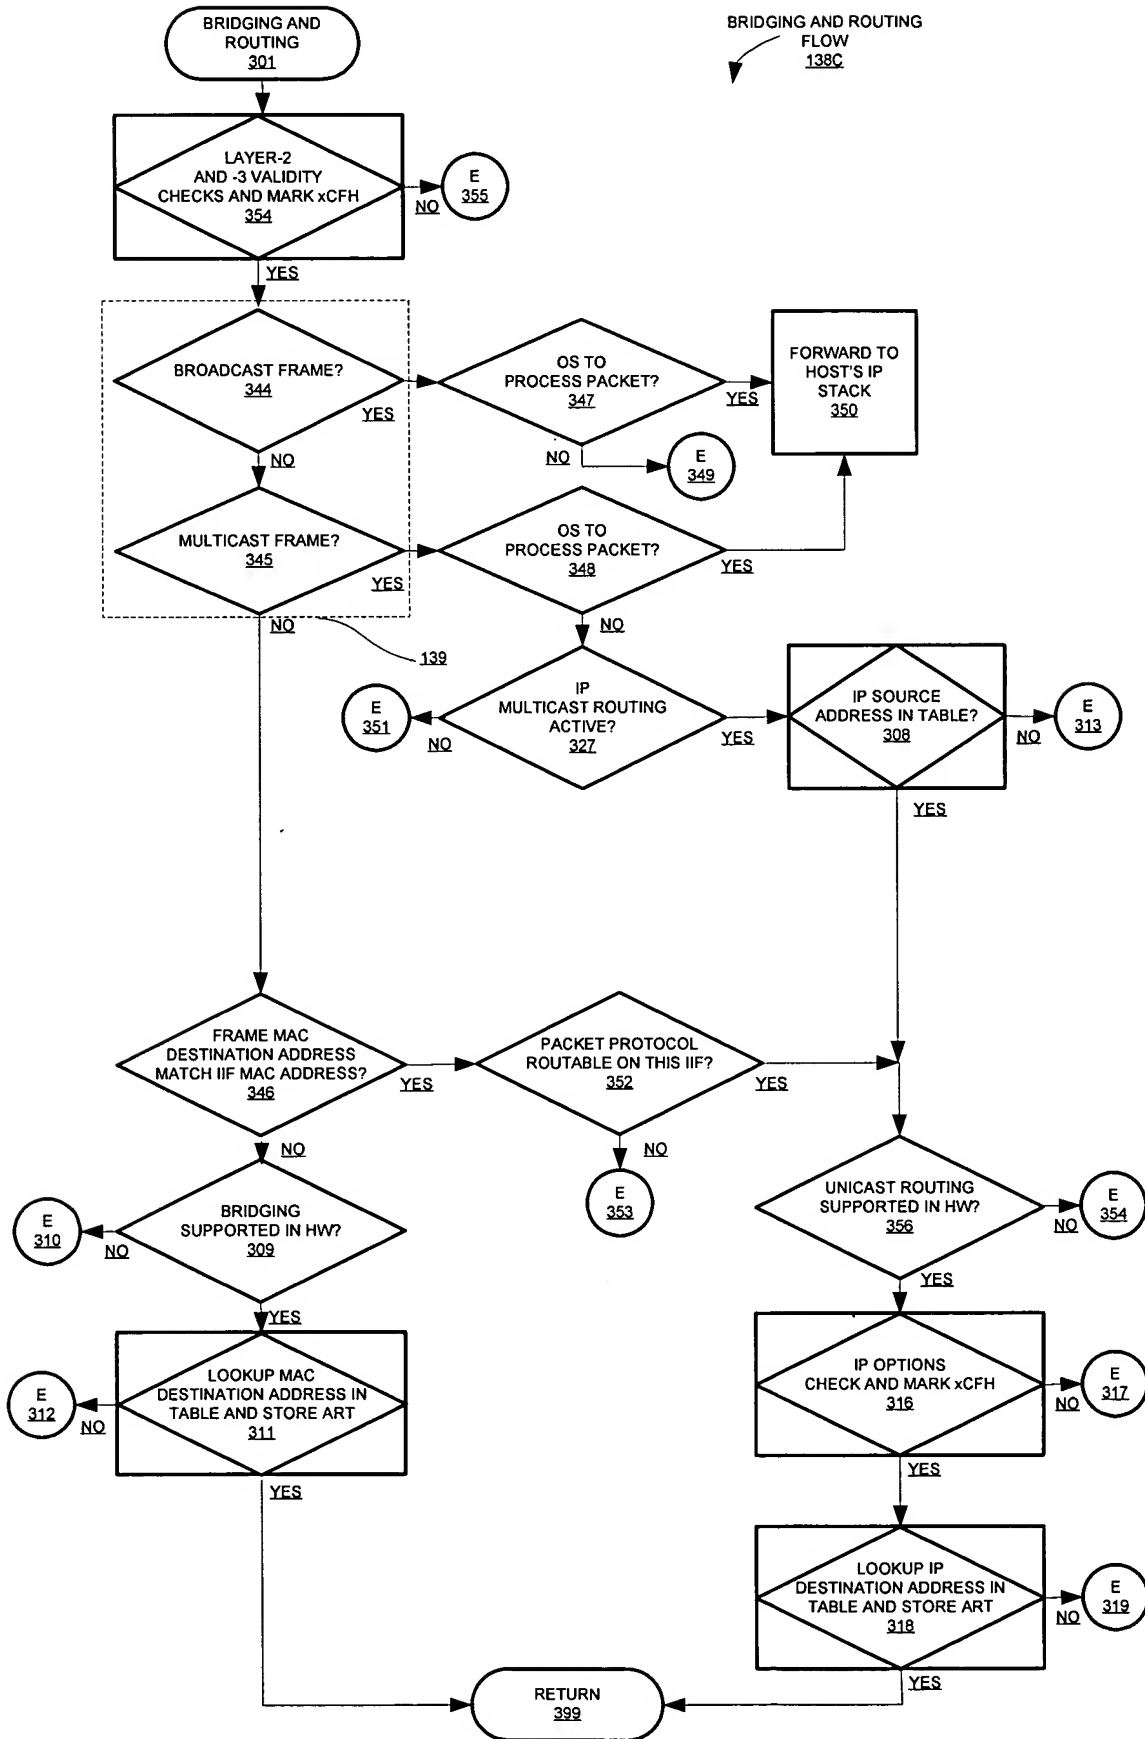 BRIDGING AND
ROUTING
301
BRIDGING AND ROUTING
FLOW
138C
LAYER-2
AND -3 VALIDITY
CHECKS AND MARK xCFH
354
NO
E
355
YES
BROADCAST FRAME?
344
YES
OS TO
PROCESS PACKET?
347
YES
FORWARD TO
HOST'S IP
STACK
350
NO
NO
E
349
MULTICAST FRAME?
345
YES
OS TO
PROCESS PACKET?
348
YES
NO
NO
139
E
351
NO
IP
MULTICAST ROUTING
ACTIVE?
327
YES
IP SOURCE
ADDRESS IN TABLE?
308
NO
E
313
YES
FRAME MAC
DESTINATION ADDRESS
MATCH IIF MAC ADDRESS?
346
YES
PACKET PROTOCOL
ROUTABLE ON THIS IIF?
352
YES
NO
NO
E
353
E
310
NO
BRIDGING
SUPPORTED IN HW?
309
UNICAST ROUTING
SUPPORTED IN HW?
356
NO
E
354
YES
YES
E
312
NO
LOOKUP MAC
DESTINATION ADDRESS IN
TABLE AND STORE ART
311
IP OPTIONS
CHECK AND MARK xCFH
316
NO
E
317
YES
YES
LOOKUP IP
DESTINATION ADDRESS IN
TABLE AND STORE ART
318
NO
E
319
YES
RETURN
399